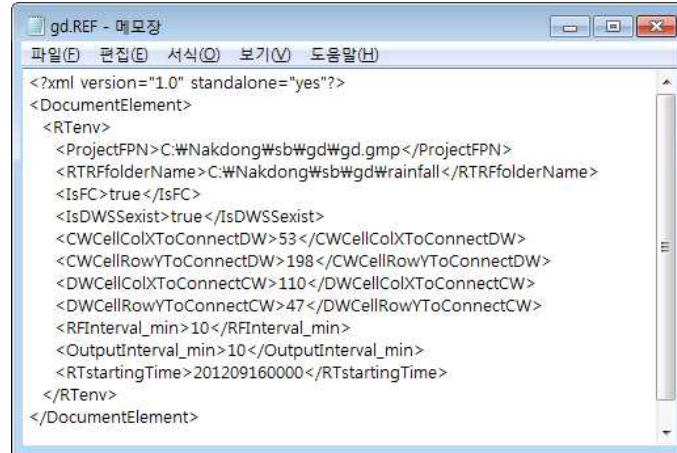 gd.REF - 메모장
파일(F) 편집(E) 서식(O) 보기(V) 도움말(H)
<?xml version="1.0" standalone="yes"?>
<DocumentElement>
<RTenv>
<ProjectFPN>C:₩Nakdong₩sb₩gd₩gd.gmp</ProjectFPN>
<RTRFfolderName>C:₩Nakdong₩sb₩gd₩rainfall</RTRFfolderName>
<IsFC>true</IsFC>
<IsDWSSexist>true</IsDWSSexist>
<CWCellColXToConnectDW>53</CWCellColXToConnectDW>
<CWCellRowYToConnectDW>198</CWCellRowYToConnectDW>
<DWCellColXToConnectCW>110</DWCellColXToConnectCW>
<DWCellRowYToConnectCW>47</DWCellRowYToConnectCW>
<RFInterval_min>10</RFInterval_min>
<OutputInterval_min>10</OutputInterval_min>
<RTstartingTime>201209160000</RTstartingTime>
</RTenv>
</DocumentElement>